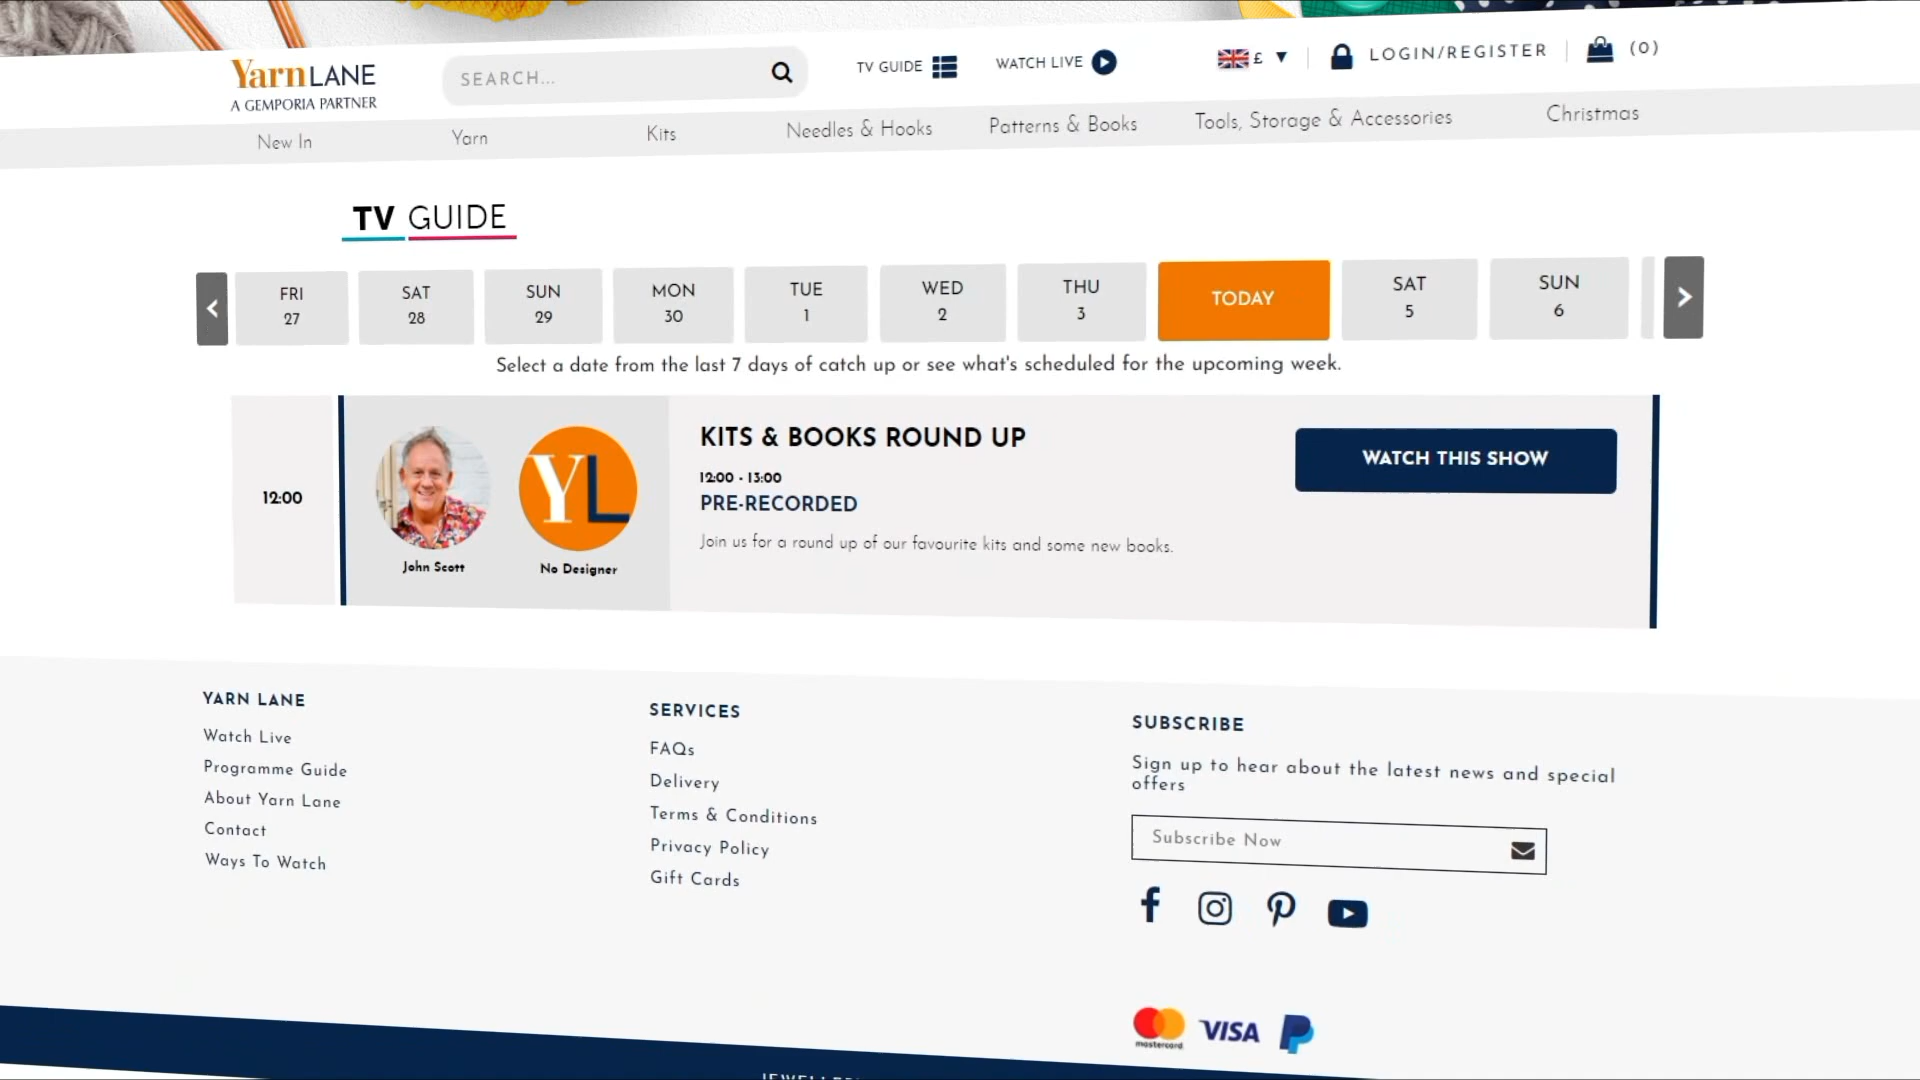 Yarn LANE
A GEMPORIA PARTNER
SEARCH...
TV GUIDE
WATCH LIVE
£
LOGIN/REGISTER
(0)
New In
Yarn
Kits
Needles & Hooks
Patterns & Books
Tools, Storage & Accessories
Christmas
TV GUIDE
FRI
27
SAT
28
SUN
29
MON
30
TUE
1
WED
2
THU
3
TODAY
SAT
5
SUN
6
Select a date from the last 7 days of catch up or see what's scheduled for the upcoming week.
12:00
YL
John Scott
No Designer
KITS & BOOKS ROUND UP
12:00 - 13:00
PRE-RECORDED
Join us for a round up of our favourite kits and some new books.
WATCH THIS SHOW
YARN LANE
Watch Live
Programme Guide
About Yarn Lane
Contact
Ways To Watch
SERVICES
FAQs
Delivery
Terms & Conditions
Privacy Policy
Gift Cards
SUBSCRIBE
Sign up to hear about the latest news and special
offers
Subscribe Now
mastercard
VISA